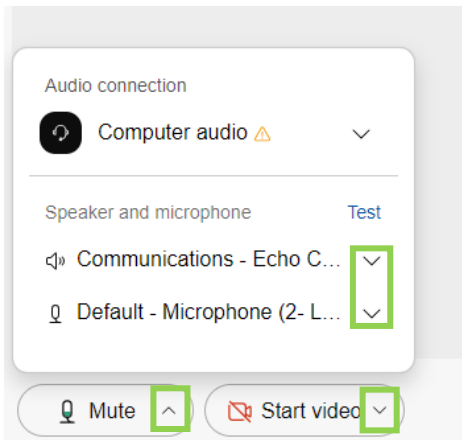 Audio connection
Computer audio
Speaker and microphone Test
Communications - Echo C...
Default - Microphone (2- L...
Mute Start video